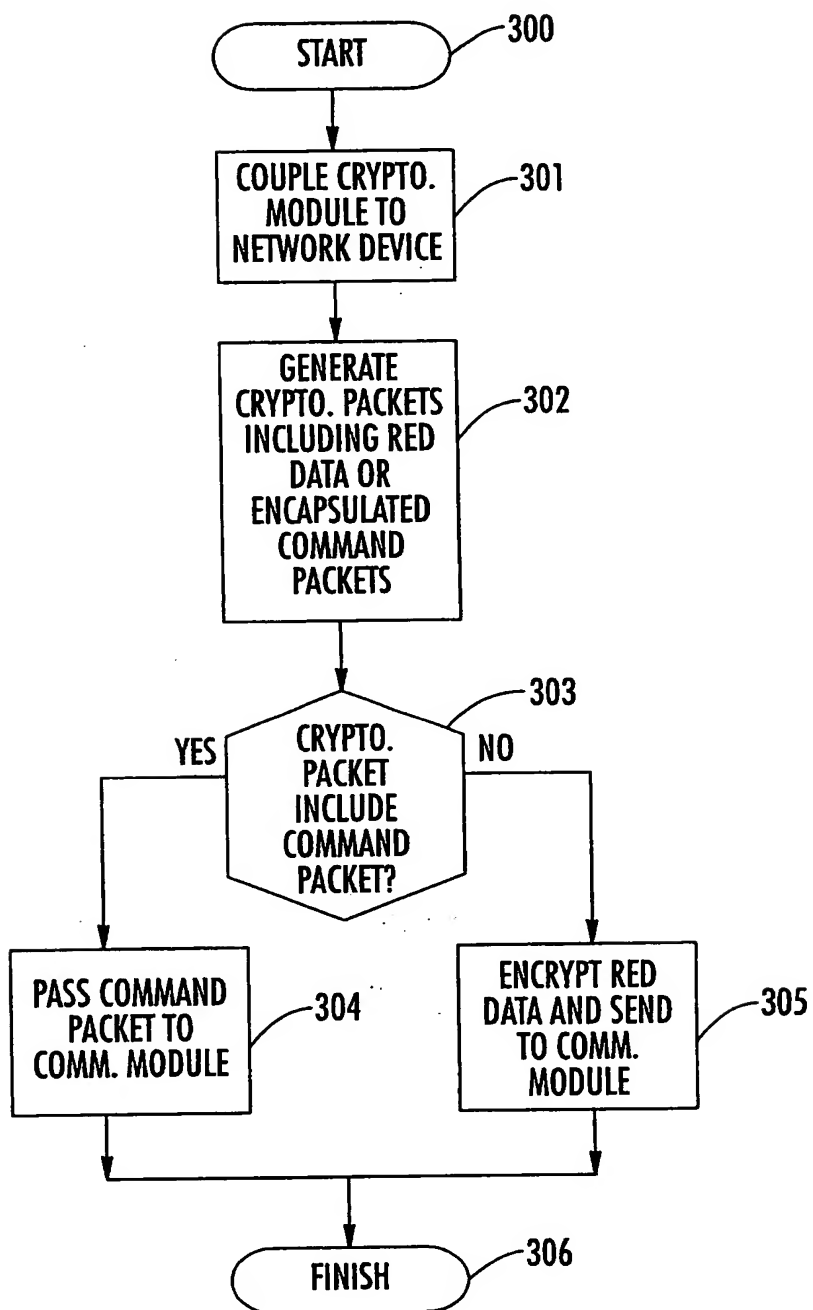 START
300
COUPLE CRYPTO.
MODULE TO
NETWORK DEVICE
301
GENERATE
CRYPTO. PACKETS
INCLUDING RED
DATA OR
ENCAPSULATED
COMMAND
PACKETS
302
303
YES
CRYPTO.
PACKET
INCLUDE
COMMAND
PACKET?
NO
PASS COMMAND
PACKET TO
COMM. MODULE
304
ENCRYPT RED
DATA AND SEND
TO COMM.
MODULE
305
FINISH
306